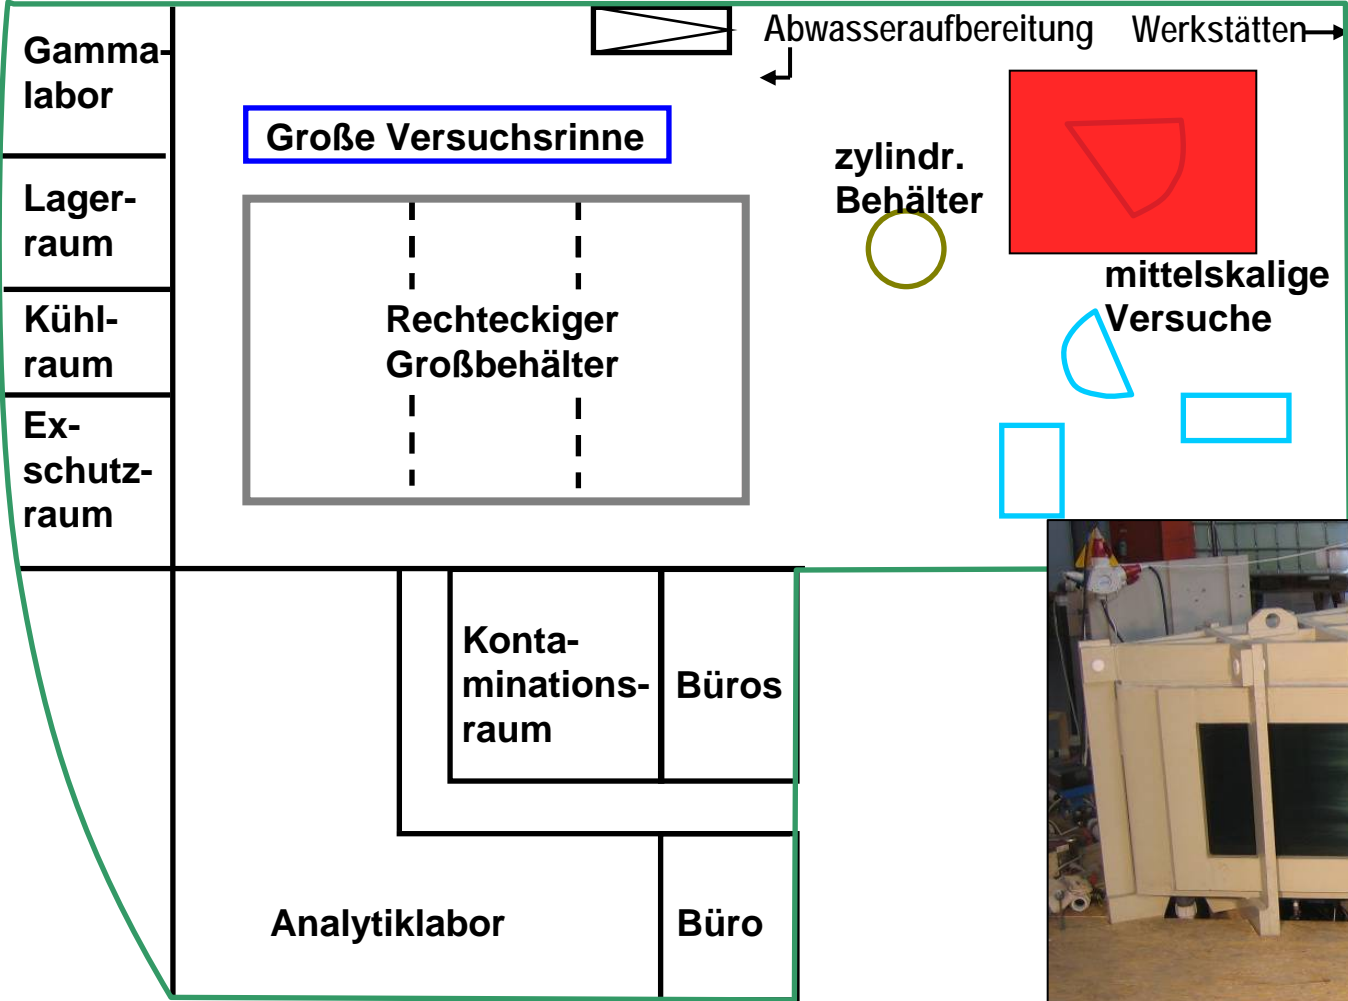 Gamma-
labor
Abwasseraufbereitung
Werkstätten
Große Versuchsrinne
zylindr.
Behälter
Lager-
raum
mittelskalige
Versuche
Kühl-
raum
Rechteckiger
Großbehälter
Ex-
schutz-
raum
Konta-
minations-
raum
Büros
Analytiklabor
Büro